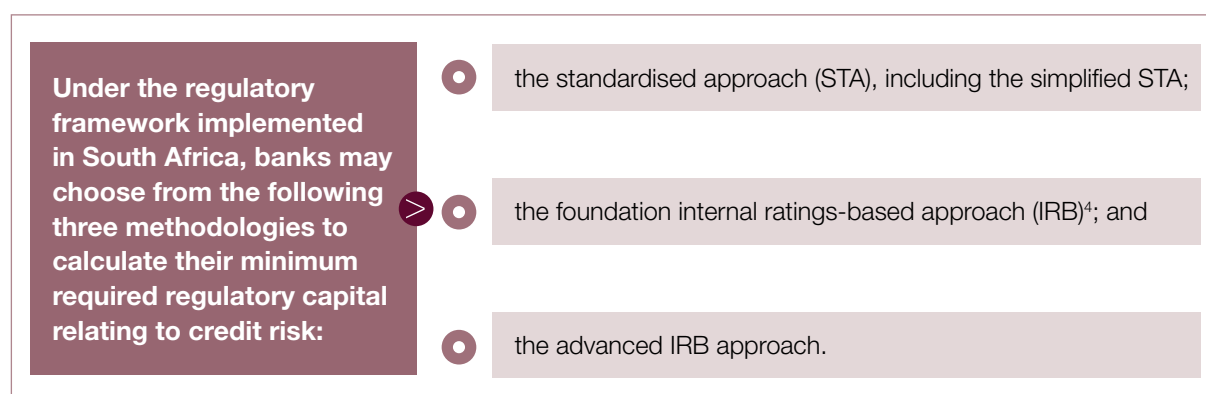 Under the regulatory
framework implemented
in South Africa, banks may
choose from the following
three methodologies to
calculate their minimum
required regulatory capital
relating to credit risk:
>
the standardised approach (STA), including the simplified STA;
the foundation internal ratings-based approach (IRB)⁴; and
the advanced IRB approach.